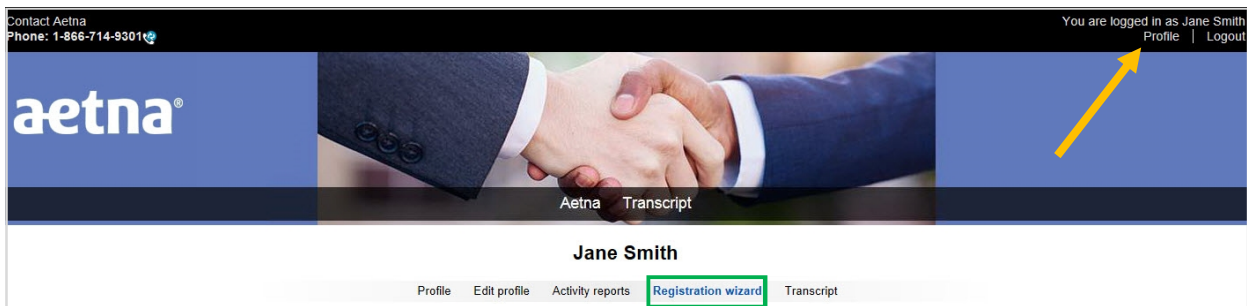 Contact Aetna
Phone: 1-866-714-9301
You are logged in as Jane Smith
Profile | Logout
aetna®
Aetna Transcript
Jane Smith
Profile Edit profile Activity reports Registration wizard Transcript